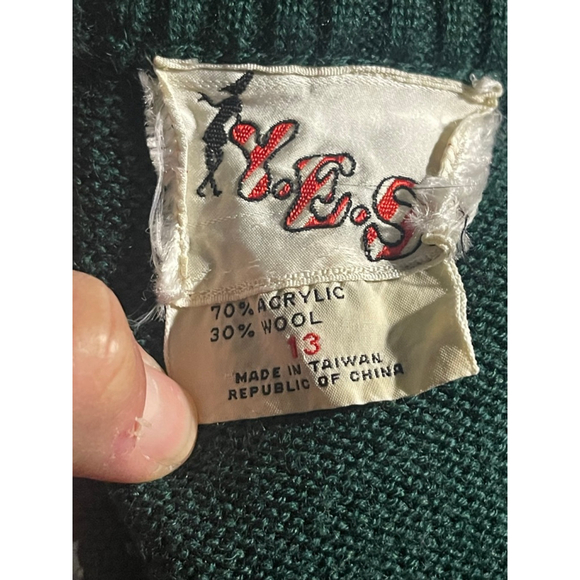 Y.E.S
70% ACRYLIC
30% WOOL
13
MADE IN TAIWAN
REPUBLIC OF CHINA